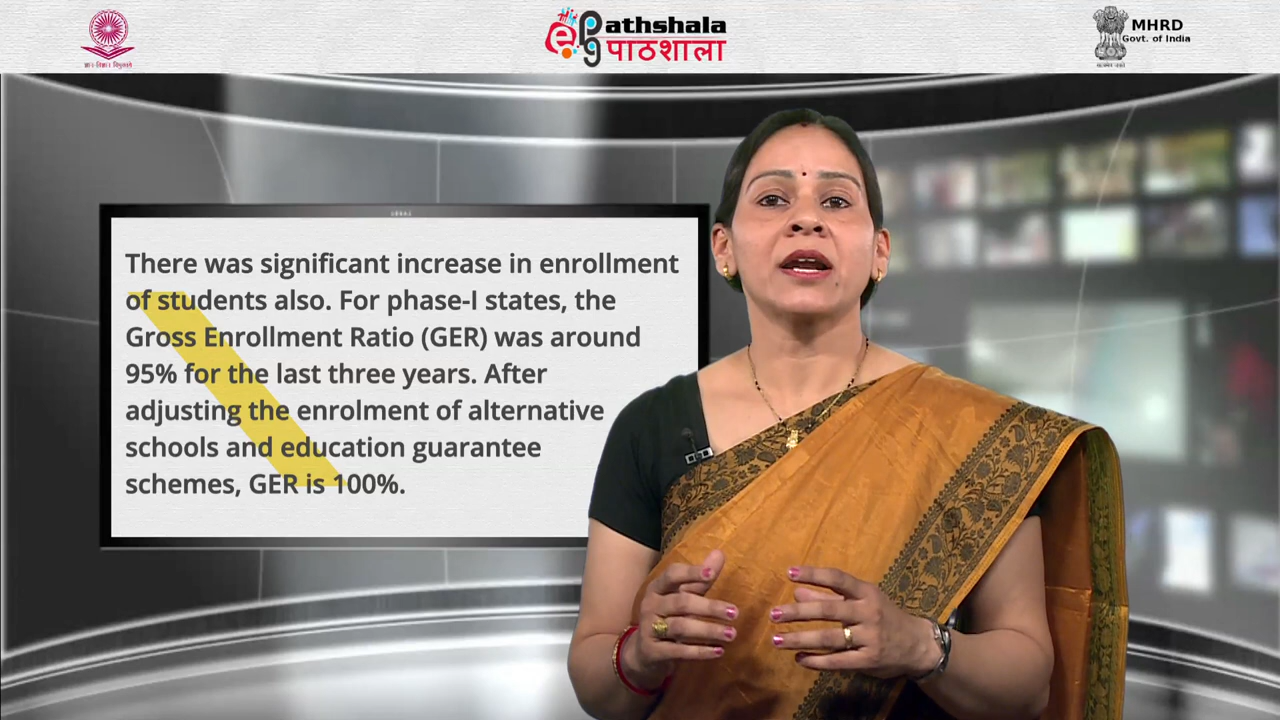 ePathshala
पाठशाला
MHRD
Govt. of India
There was significant increase in enrollment
of students also. For phase-I states, the
Gross Enrollment Ratio (GER) was around
95% for the last three years. After
adjusting the enrolment of alternative
schools and education guarantee
schemes, GER is 100%.